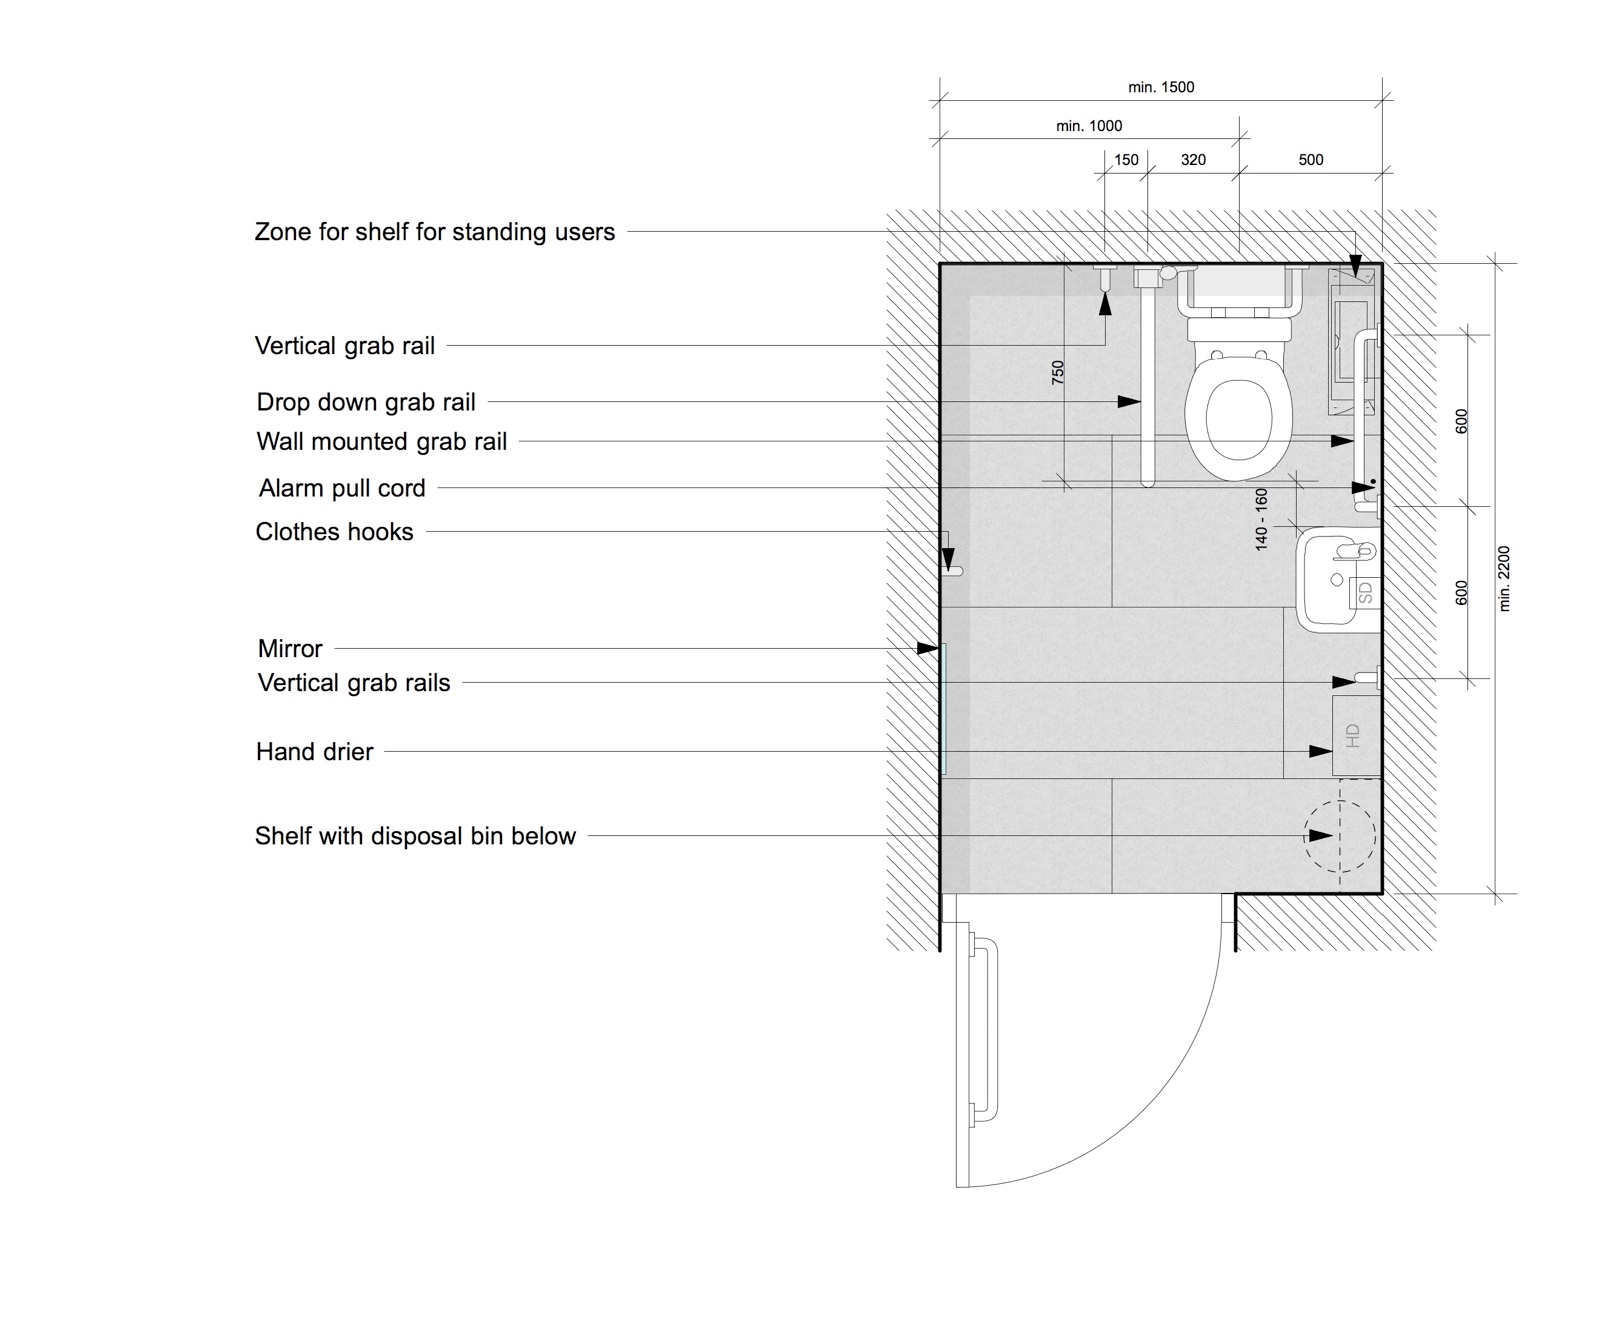 min. 1500
min. 1000
150
320
500
Zone for shelf for standing users
Vertical grab rail
750
Drop down grab rail
600
Wall mounted grab rail
Alarm pull cord
140 - 160
Clothes hooks
SD
600
min. 2200
Mirror
Vertical grab rails
HD
Hand drier
Shelf with disposal bin below